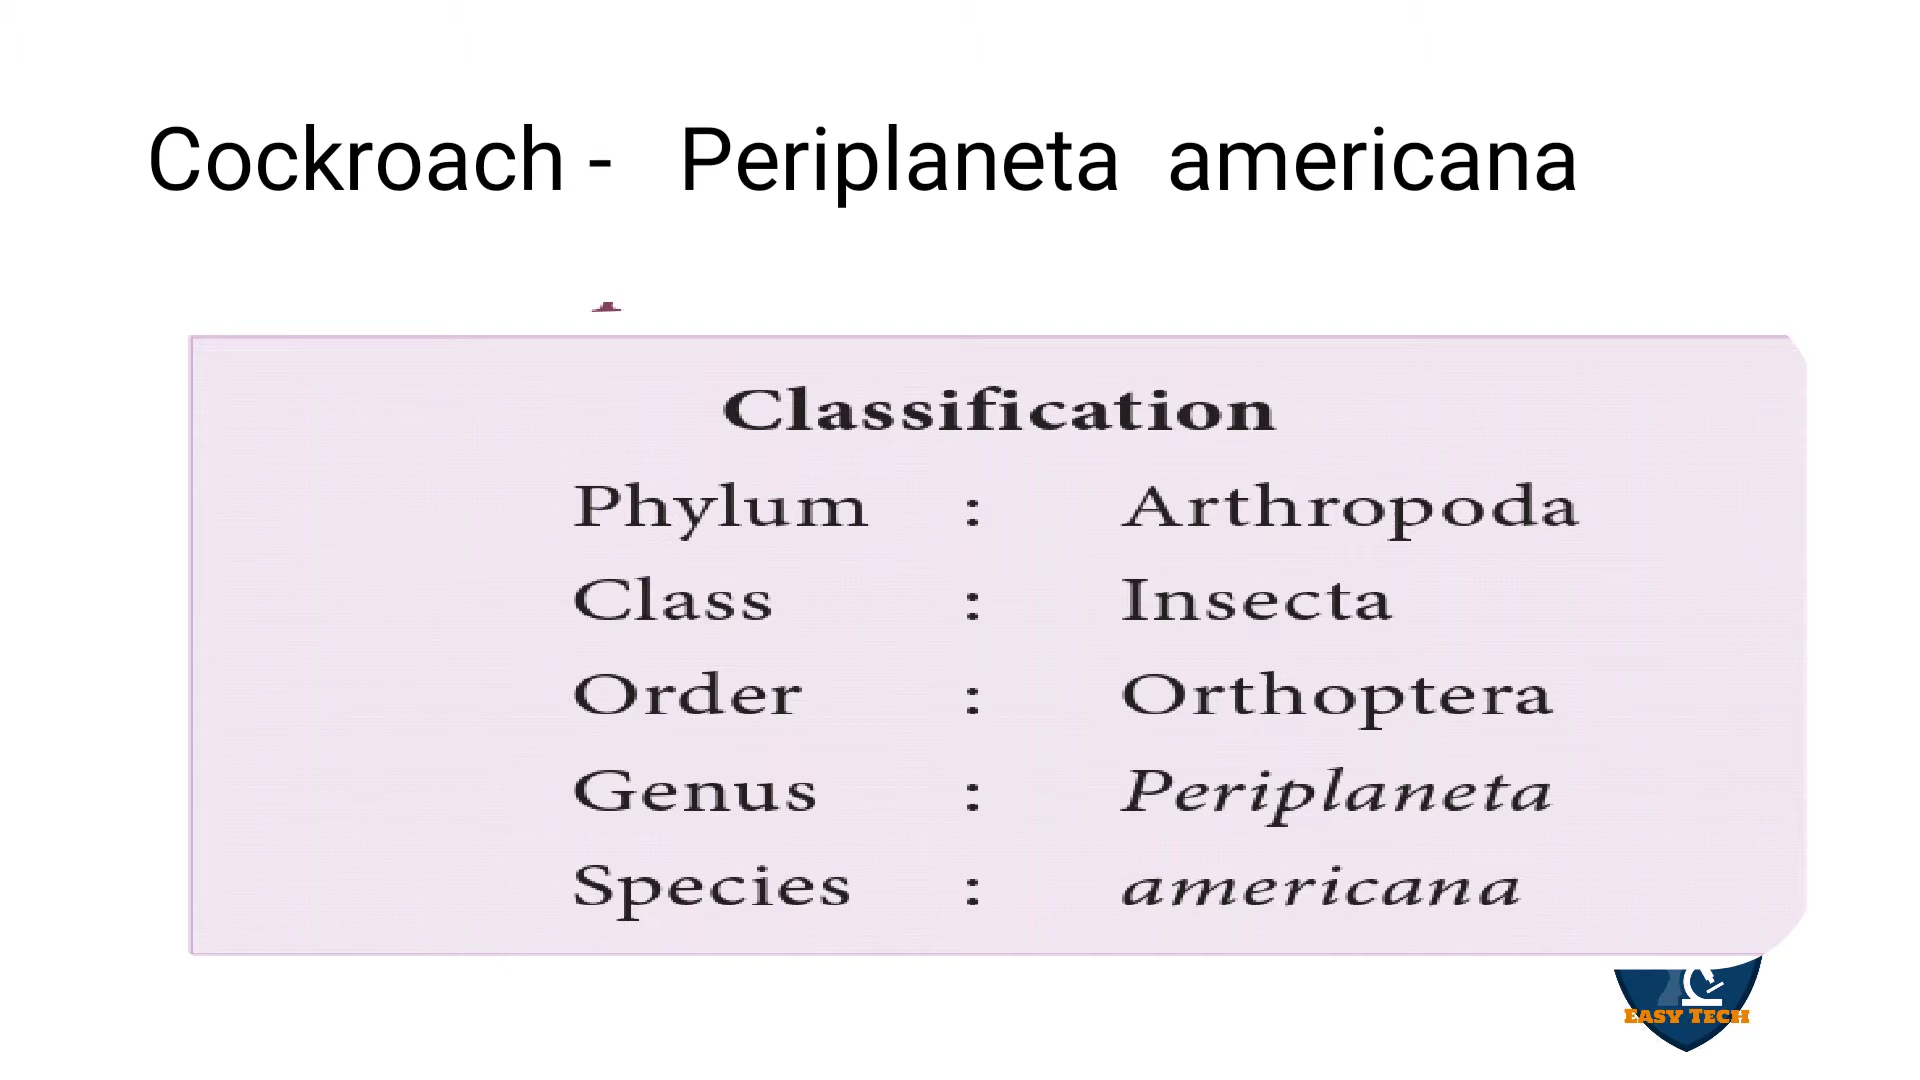 Cockroach - Periplaneta americana
Classification
Phylum : Arthropoda
Class : Insecta
Order : Orthoptera
Genus : Periplaneta
Species : americana
EASY TECH